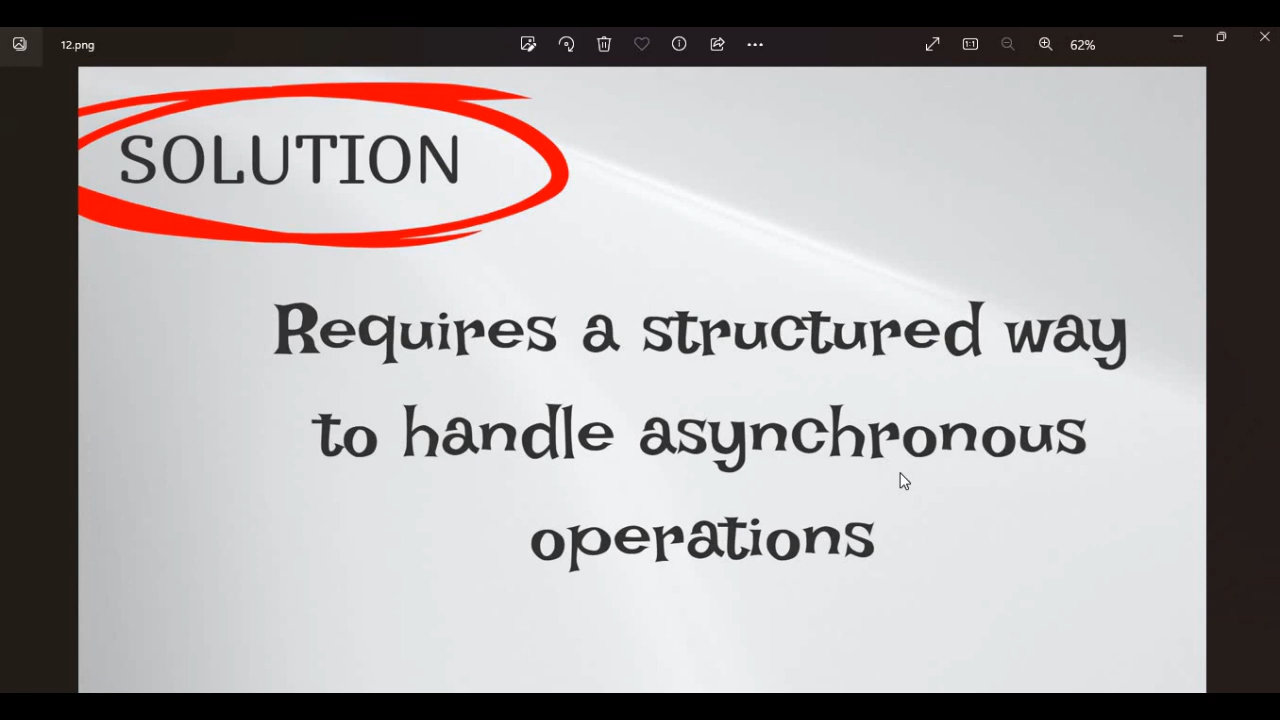 12.png
62%
SOLUTION
Requires a structured way
to handle asynchronous
operations